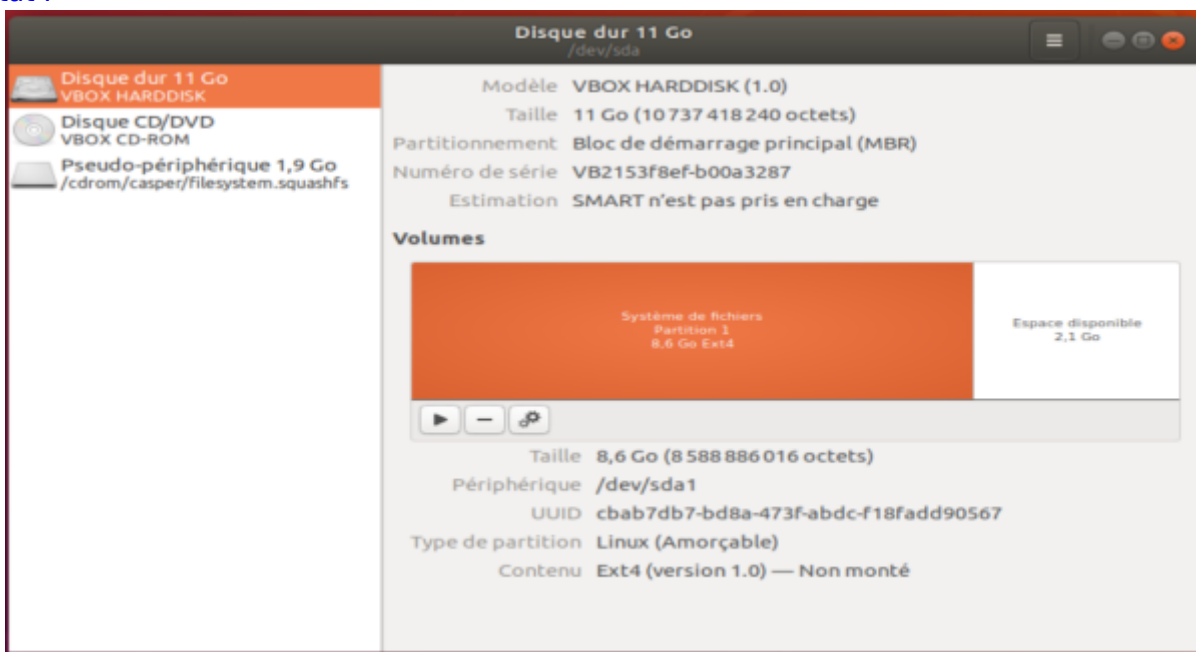 Disque dur 11 Go
/dev/sda
Disque dur 11 Go
VBOX HARDDISK
Disque CD/DVD
VBOX CD-ROM
Pseudo-périphérique 1,9 Go
/cdrom/casper/filesystem.squashfs
Modèle VBOX HARDDISK (1.0)
Taille 11 Go (10 737 418 240 octets)
Partitionnement Bloc de démarrage principal (MBR)
Numéro de série VB2153f8ef-b00a3287
Estimation SMART n'est pas pris en charge
Volumes
Système de fichiers
Partition 1
8,6 Go Ext4
Espace disponible
2,1 Go
Taille 8,6 Go (8 588 886 016 octets)
Périphérique /dev/sda1
UUID cbab7db7-bd8a-473f-abdc-f18fadd90567
Type de partition Linux (Amorçable)
Contenu Ext4 (version 1.0) — Non monté